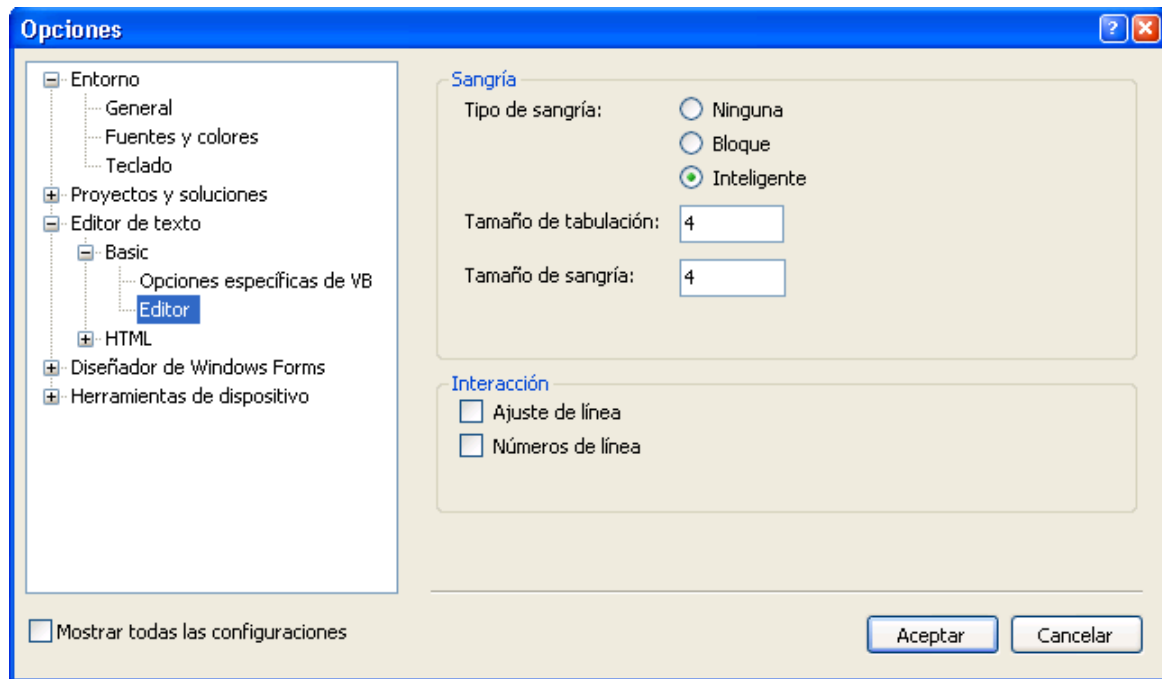 Opciones
Entorno
General
Fuentes y colores
Teclado
Proyectos y soluciones
Editor de texto
Basic
Opciones específicas de VB
Editor
HTML
Diseñador de Windows Forms
Herramientas de dispositivo
Sangría
Tipo de sangría:
Ninguna
Bloque
Inteligente
Tamaño de tabulación: 4
Tamaño de sangría: 4
Interacción
Ajuste de línea
Números de línea
Mostrar todas las configuraciones
Aceptar
Cancelar